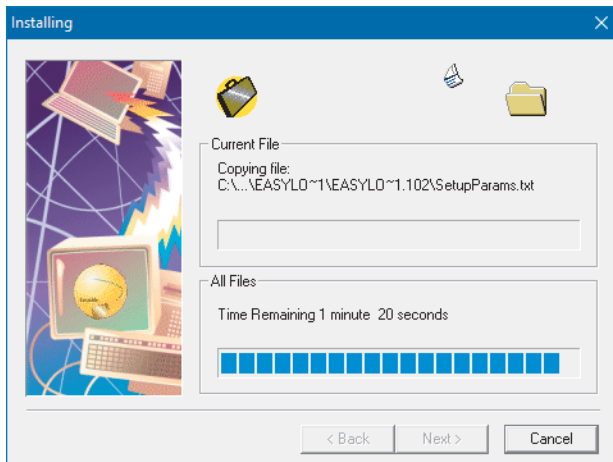 Installing
Current File
Copying file:
C:\...\EASYLO~1\EASYLO~1.102\SetupParams.txt
All Files
Time Remaining 1 minute 20 seconds
< Back
Next >
Cancel